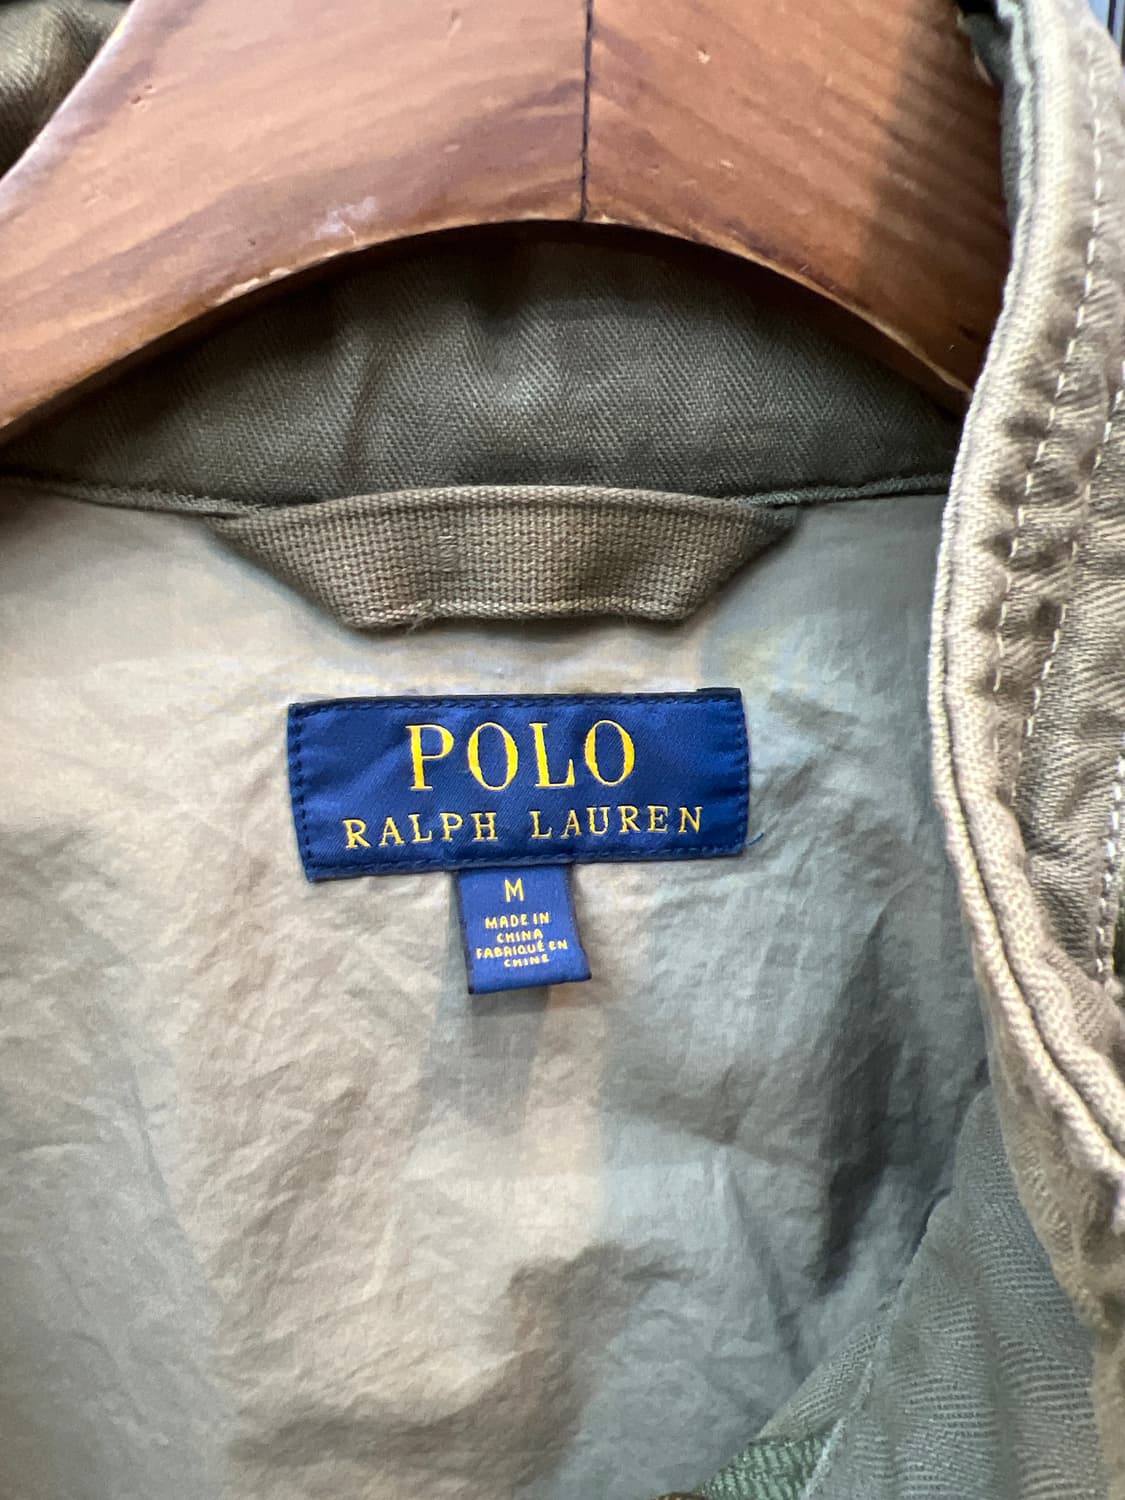 POLO
RALPH LAUREN
M
MADE IN
CHINA
FABRIQUÉ EN
CHINE